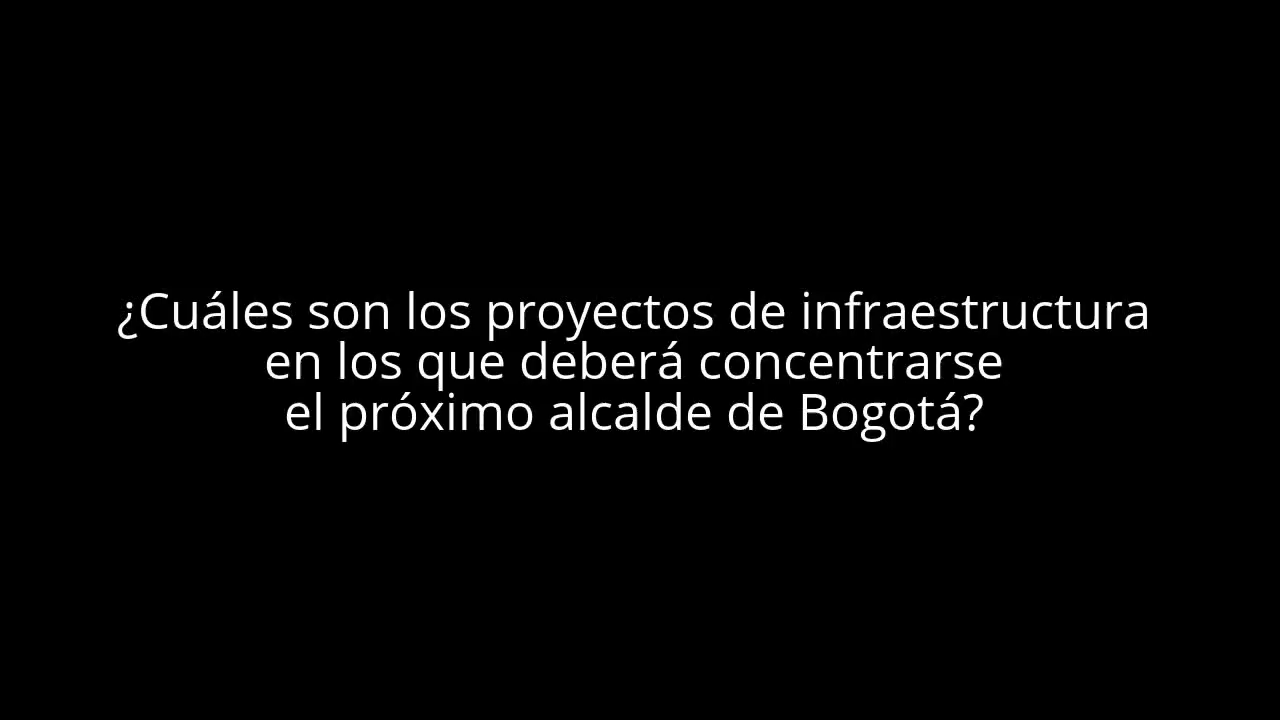 ¿Cuáles son los proyectos de infraestructura
en los que deberá concentrarse
el próximo alcalde de Bogotá?